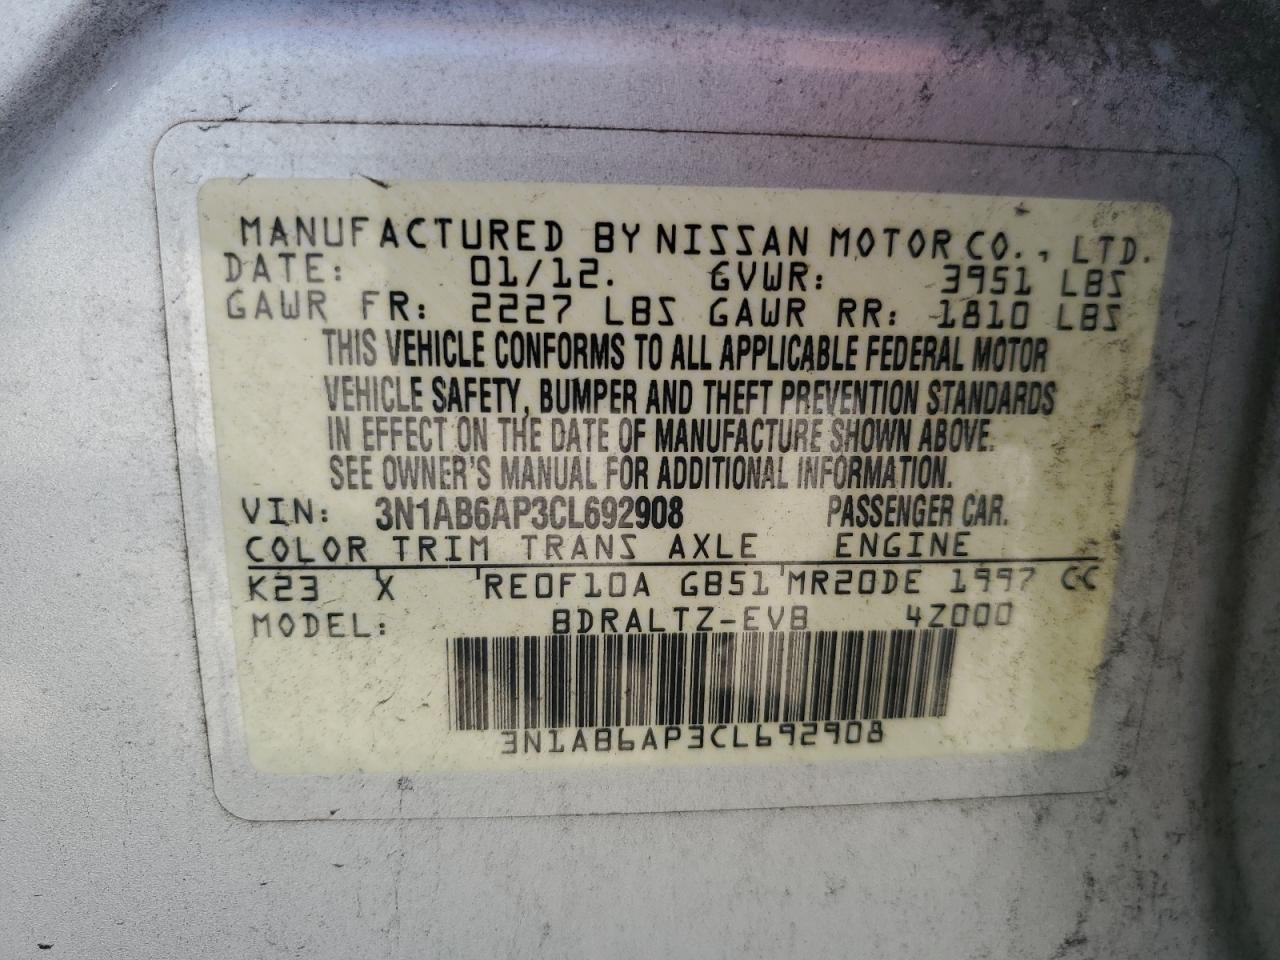 MANUFACTURED BY NISSAN MOTOR CO., LTD.
DATE: 01/12. GVWR: 3951 LBS
GAWR FR: 2227 LBS GAWR RR: 1810 LBS
THIS VEHICLE CONFORMS TO ALL APPLICABLE FEDERAL MOTOR
VEHICLE SAFETY, BUMPER AND THEFT PREVENTION STANDARDS
IN EFFECT ON THE DATE OF MANUFACTURE SHOWN ABOVE.
SEE OWNER'S MANUAL FOR ADDITIONAL INFORMATION.
VIN: 3N1AB6AP3CL692908 PASSENGER CAR.
COLOR TRIM TRANS AXLE ENGINE
K23 X RE0F10A GB51 MR20DE 1997 CC
MODEL: BDRALTZ-EVB 4Z000
3N1AB6AP3CL692908